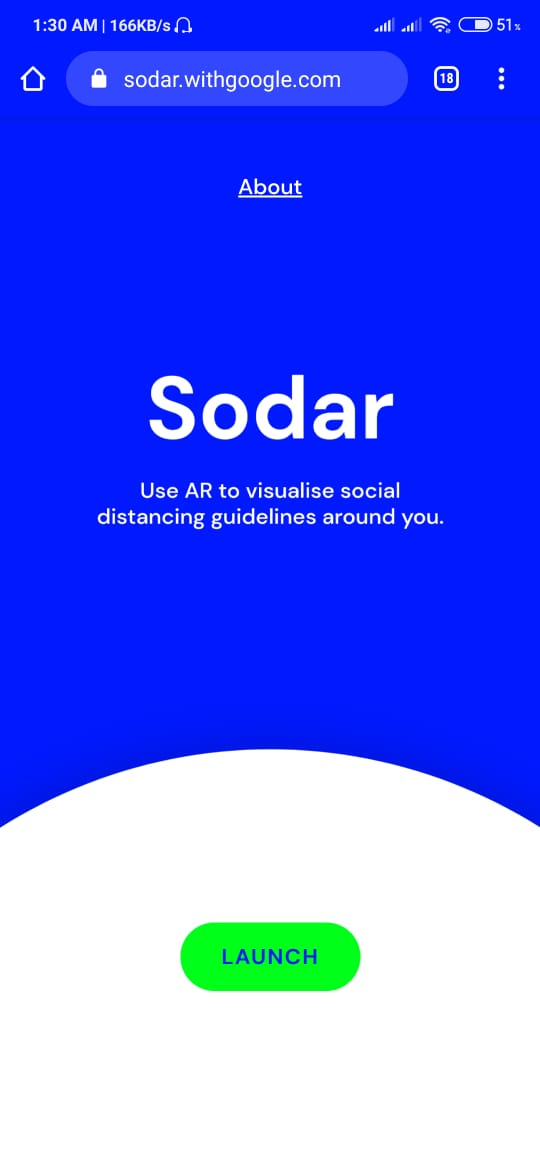 1:30 AM | 166KB/s 51%
sodar.withgoogle.com 18
About
Sodar
Use AR to visualise social
distancing guidelines around you.
LAUNCH